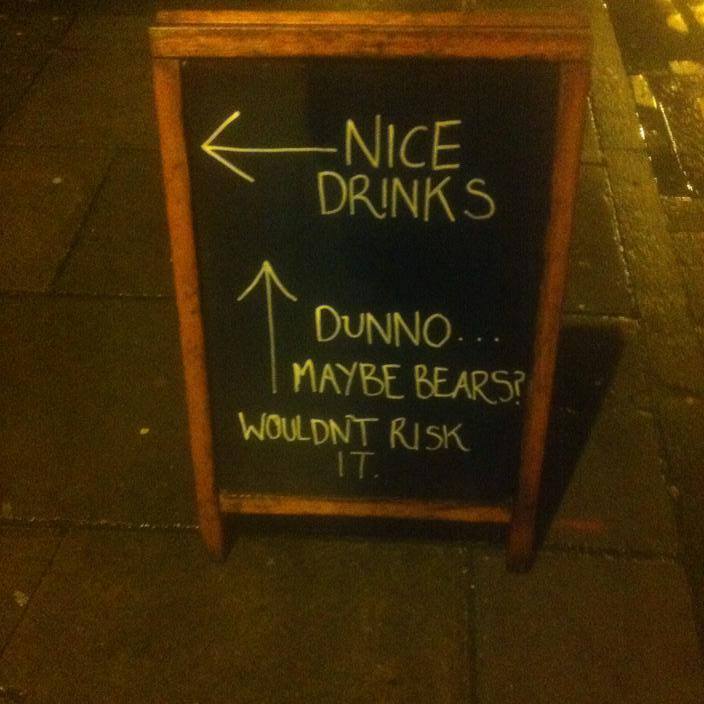 NICE
DRINKS
DUNNO...
MAYBE BEARS?
WOULDN'T RISK
IT.